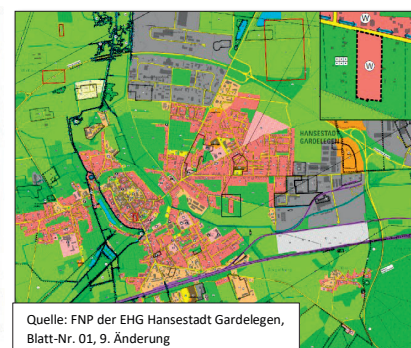 W
W
HANSESTADT
GARDELEGEN
Quelle: FNP der EHG Hansestadt Gardelegen,
Blatt-Nr. 01, 9. Änderung